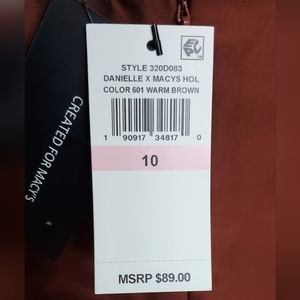 STYLE 320D083
DANIELLE X MACYS HOL
COLOR 601 WARM BROWN
1 90917 34817 0
10
MSRP $89.00
CREATED FOR MACY'S